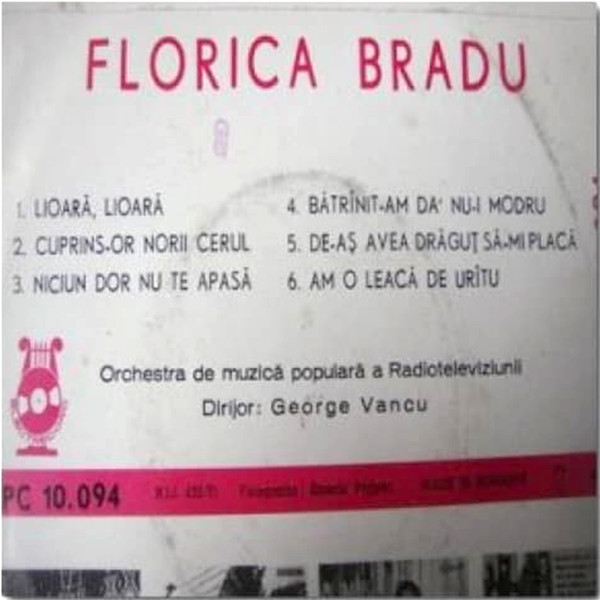 FLORICA BRADU
1. LIOARĂ, LIOARĂ
2. CUPRINS-OR NORII CERUL
3. NICIUN DOR NU TE APASĂ
4. BĂTRÎNIT-AM DA' NU-I MODRU
5. DE-AȘ AVEA DRĂGUȚ SĂ-MI PLACĂ
6. AM O LEACĂ DE URÎTU
Orchestra de muzică populară a Radioteleviziunii
Dirijor: George Vancu
PC 10.094